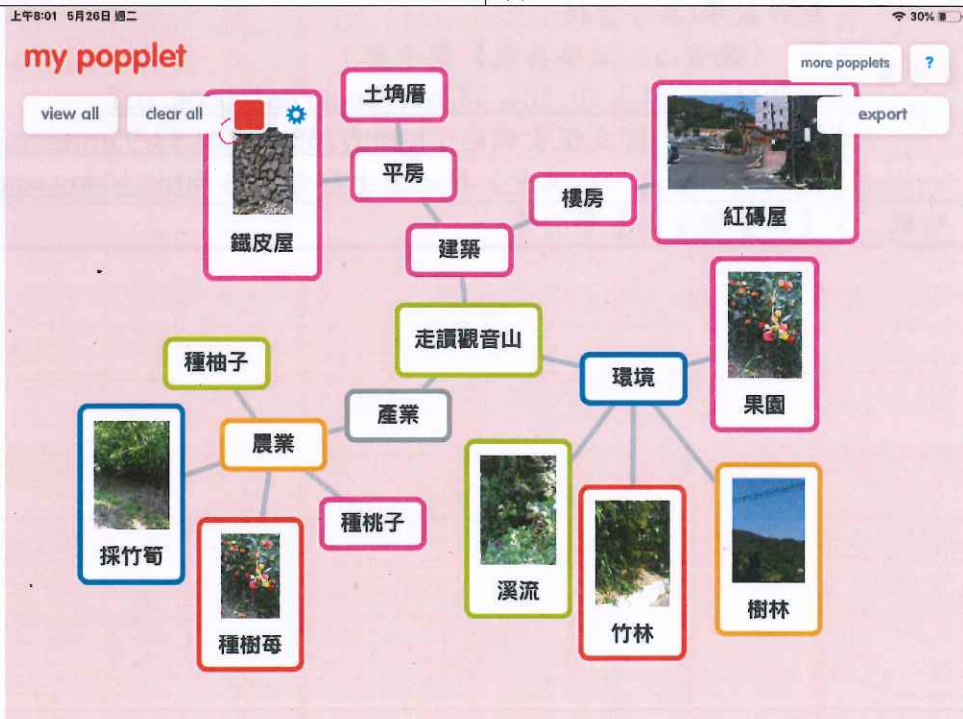 上午8:01 5月26日 週二
30%
my popplet
more popplets
?
view all
clear all
export
土埆厝
平房
鐵皮屋
樓房
紅磚屋
建築
走讀觀音山
環境
果園
種柚子
產業
農業
採竹筍
種樹莓
種桃子
溪流
竹林
樹林